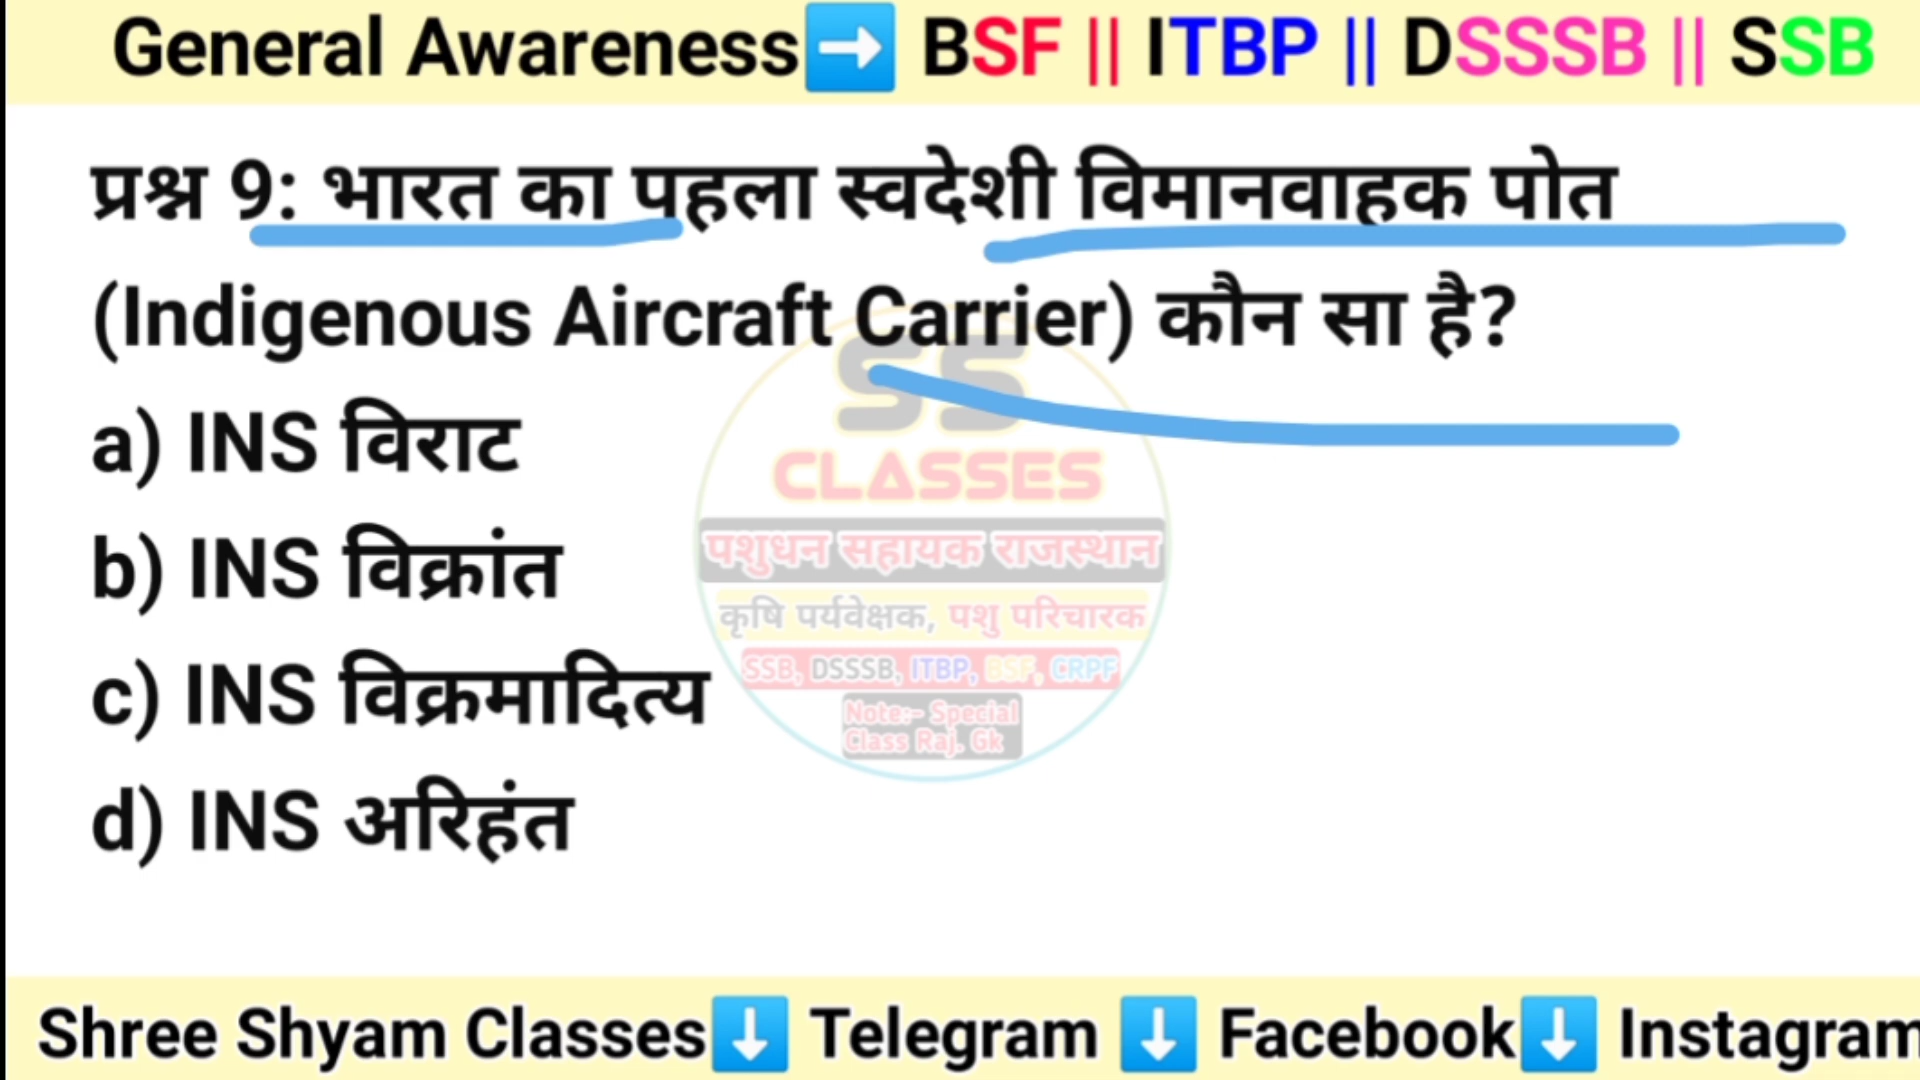 General Awareness➡️ BSF || ITBP || DSSSB || SSB
प्रश्न 9: भारत का पहला स्वदेशी विमानवाहक पोत
(Indigenous Aircraft Carrier) कौन सा है?
a) INS विराट
b) INS विक्रांत
c) INS विक्रमादित्य
d) INS अरिहंत
SS
CLASSES
पशुधन सहायक राजस्थान
कृषि पर्यवेक्षक, पशु परिचारक
SSB, DSSSB, ITBP, BSF, CRPF
Note:- Special
Class Raj. Gk
Shree Shyam Classes⬇️ Telegram ⬇️ Facebook⬇️ Instagram